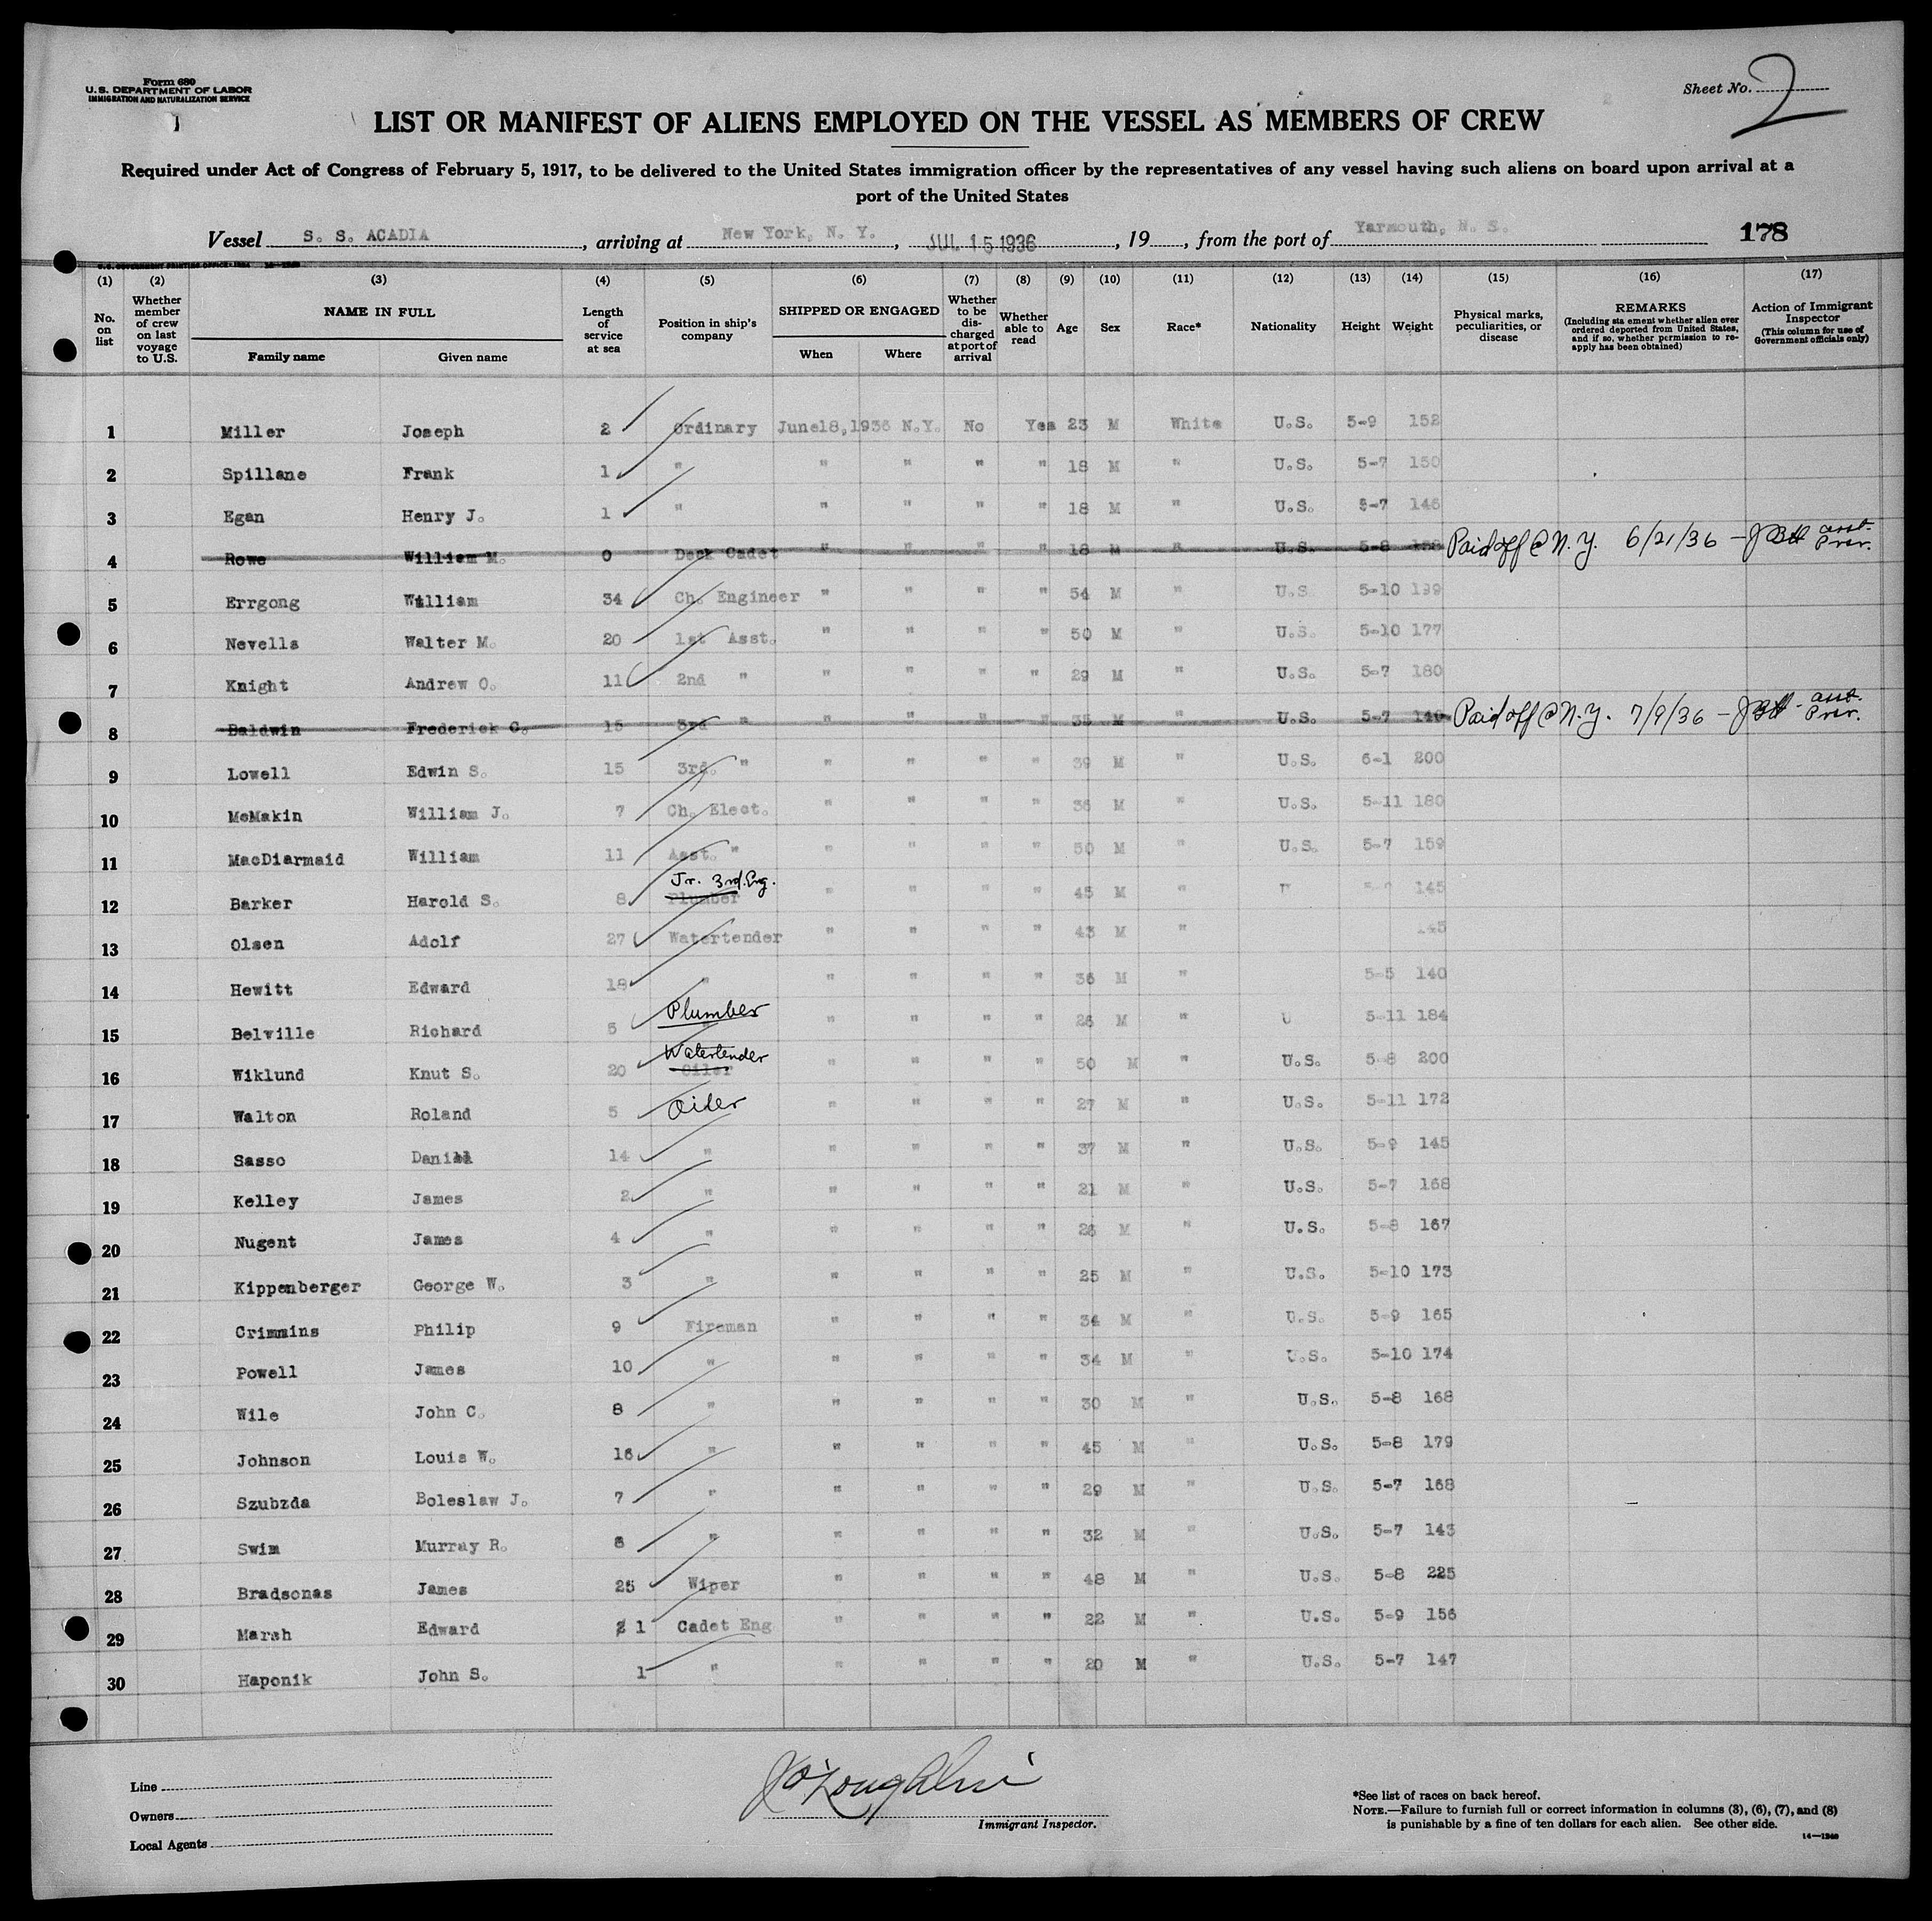 Form 680
U.S. DEPARTMENT OF LABOR
IMMIGRATION AND NATURALIZATION SERVICE
Sheet No. 2
LIST OR MANIFEST OF ALIENS EMPLOYED ON THE VESSEL AS MEMBERS OF CREW
Required under Act of Congress of February 5, 1917, to be delivered to the United States immigration officer by the representatives of any vessel having such aliens on board upon arrival at a
port of the United States
Vessel S. S. ACADIA, arriving at New York, N. Y., JUL 15 1936, 19, from the port of Yarmouth, N. S. 178
(1) (2) (3) (4) (5) (6) (7) (8) (9) (10) (11) (12) (13) (14) (15) (16) (17)
No. on list
Whether member of crew on last voyage to U.S.
NAME IN FULL
Family name Given name
Length of service at sea
Position in ship's company
SHIPPED OR ENGAGED
When Where
Whether to be discharged at port of arrival
Whether able to read
Age
Sex
Race*
Nationality
Height
Weight
Physical marks, peculiarities, or disease
REMARKS
(Including sta ement whether alien ever ordered deported from United States, and if so, whether permission to re-apply has been obtained)
Action of Immigrant Inspector
(This column for use of Government officials only)
1 Miller Joseph 2 Ordinary June18,1936 N.Y. No Yes 23 M White U.S. 5-9 152
2 Spillane Frank 1 " " " " " 18 M " U.S. 5-7 150
3 Egan Henry J. 1 " " " " " 18 M " U.S. 5-7 146
4 Rowe William M. 0 Deck Cadet " " " " 18 M " U.S. 5-8 Paid off @ N.Y. 6/21/36 - asst. Prsr.
5 Errgong William 34 Ch. Engineer " " " " 54 M " U.S. 5-10 199
6 Nevells Walter M. 20 1st Asst. " " " " 50 M " U.S. 5-10 177
7 Knight Andrew O. 11 2nd " " " " " 29 M " U.S. 5-7 180
8 Baldwin Frederick C. 15 3rd " " " " " 35 M " U.S. 5-7 140 Paid off @ N.Y. 7/9/36 - asst. Prsr.
9 Lowell Edwin S. 15 3rd. " " " " " 39 M " U.S. 6-1 200
10 McMakin William J. 7 Ch. Elect. " " " " 36 M " U.S. 5-11 180
11 MacDiarmaid William 11 Asst. " " " " " 50 M " U.S. 5-7 159
12 Barker Harold S. 8 Plumber Jr. 3rd. Eng. " " " " 45 M " U 145
13 Olsen Adolf 27 Watertender " " " " 43 M " 145
14 Hewitt Edward 18 " " " " " 36 M " 5-5 140
15 Belville Richard 5 Plumber " " " " " 26 M " U 5-11 184
16 Wiklund Knut S. 20 Watertender Oiler " " " " 50 M " U.S. 5-8 200
17 Walton Roland 5 Oiler " " " " 27 M " U.S. 5-11 172
18 Sasso 14 " " " " " 37 M " U.S. 5-9 145
19 Kelley James 2 " " " " " 21 M " U.S. 5-7 168
20 Nugent James 4 " " " " " 26 M " U.S. 5-8 167
21 Kippenberger George W. 3 " " " " " 25 M " U.S. 5-10 173
22 Crimmins Philip 9 Fireman " " " " 34 M " U.S. 5-9 165
23 Powell James 10 " " " " " 34 M " U.S. 5-10 174
24 Wile John C. 8 " " " " " 30 M " U.S. 5-8 168
25 Johnson Louis W. 16 " " " " " 45 M " U.S. 5-8 179
26 Szubzda Boleslaw J. 7 " " " " " 29 M " U.S. 5-7 168
27 Swim Murray R. 8 " " " " " 32 M " U.S. 5-7 143
28 Bradsonas James 25 Wiper " " " " 48 M " U.S. 5-8 225
29 Marsh Edward 1 Cadet Eng " " " " 22 M " U.S. 5-9 156
30 Haponik John S. 1 " " " " " 20 M " U.S. 5-7 147
Line
Owners
Local Agents
Immigrant Inspector.
*See list of races on back hereof.
NOTE.—Failure to furnish full or correct information in columns (3), (6), (7), and (8)
is punishable by a fine of ten dollars for each alien. See other side.
14—1240